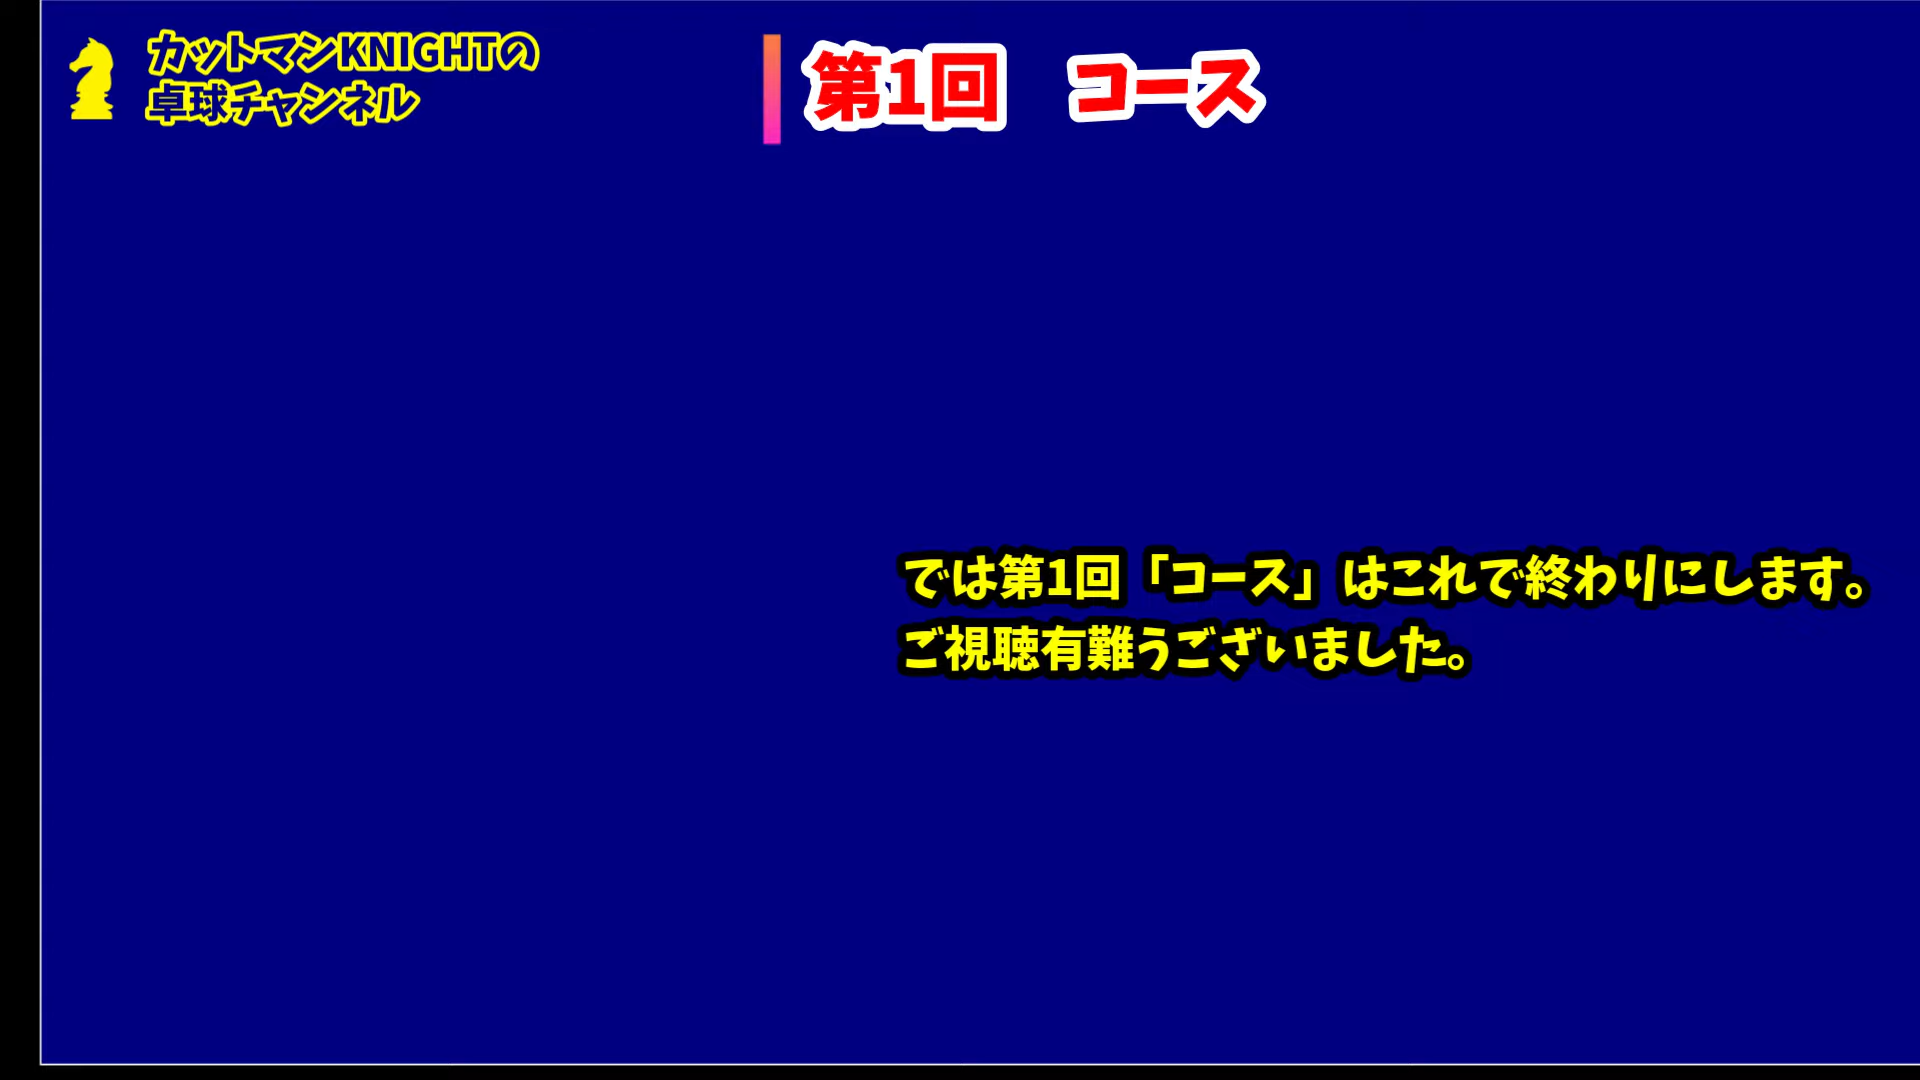 カットマンKNIGHTの
卓球チャンネル
第1回　コース
では第1回「コース」はこれで終わりにします。
ご視聴有難うございました。